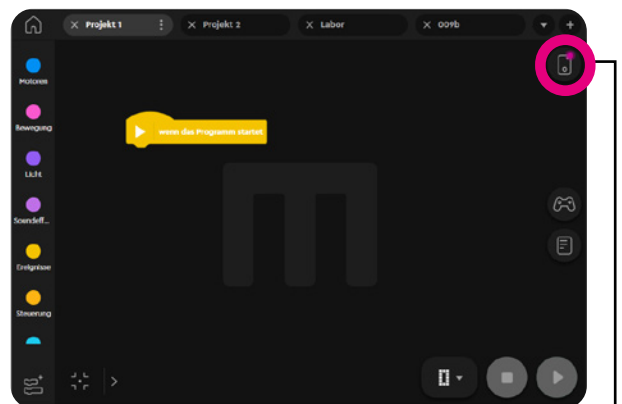 Projekt 1
Projekt 2
Labor
009b
Motoren
Bewegung
wenn das Programm startet
Licht
Soundeff...
Ereignisse
Steuerung